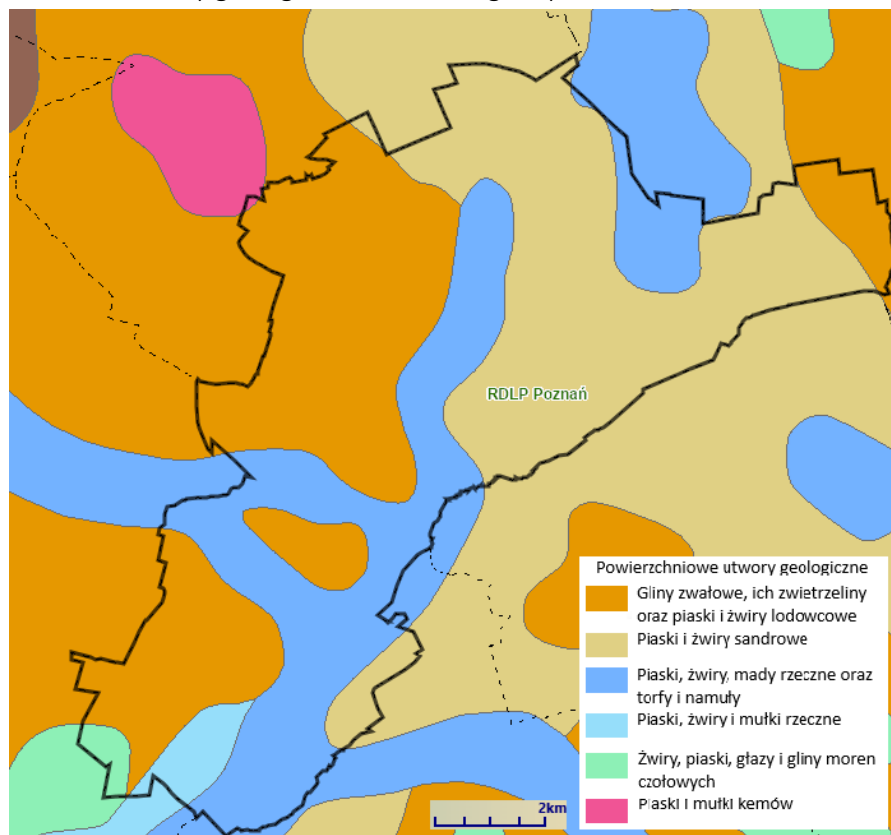 RDLP Poznań
Powierzchniowe utwory geologiczne
Gliny zwałowe, ich zwietrzeliny
oraz piaski i żwiry lodowcowe
Piaski i żwiry sandrowe
Piaski, żwiry, mady rzeczne oraz
torfy i namuły
Piaski, żwiry i mułki rzeczne
Żwiry, piaski, głazy i gliny moren
czołowych
Piaski i mułki kemów
2km